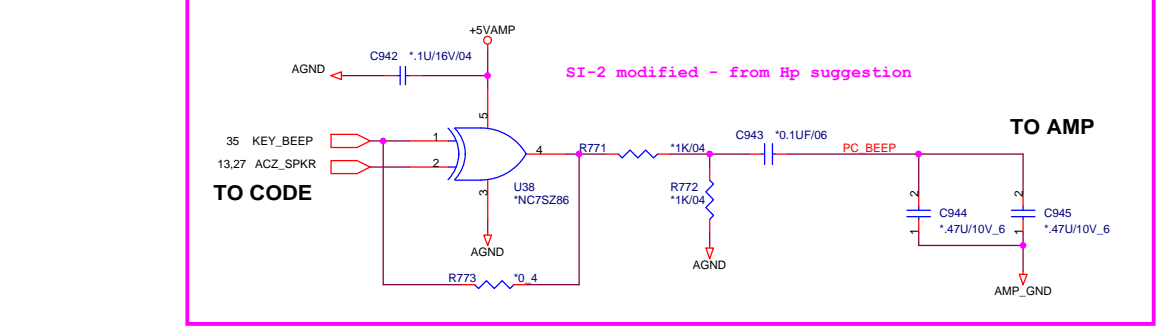 +5VAMP
C942 *.1U/16V/04
AGND
SI-2 modified - from Hp suggestion
5
TO AMP
C943 *0.1UF/06
35 KEY_BEEP 1
4 R771 *1K/04 PC_BEEP
13,27 ACZ_SPKR 2
TO CODE
U38
*NC7SZ86
3
R772
*1K/04
2 2
C944 C945
*.47U/10V_6 *.47U/10V_6
1 1
AGND
AGND
R773 *0_4
AMP_GND